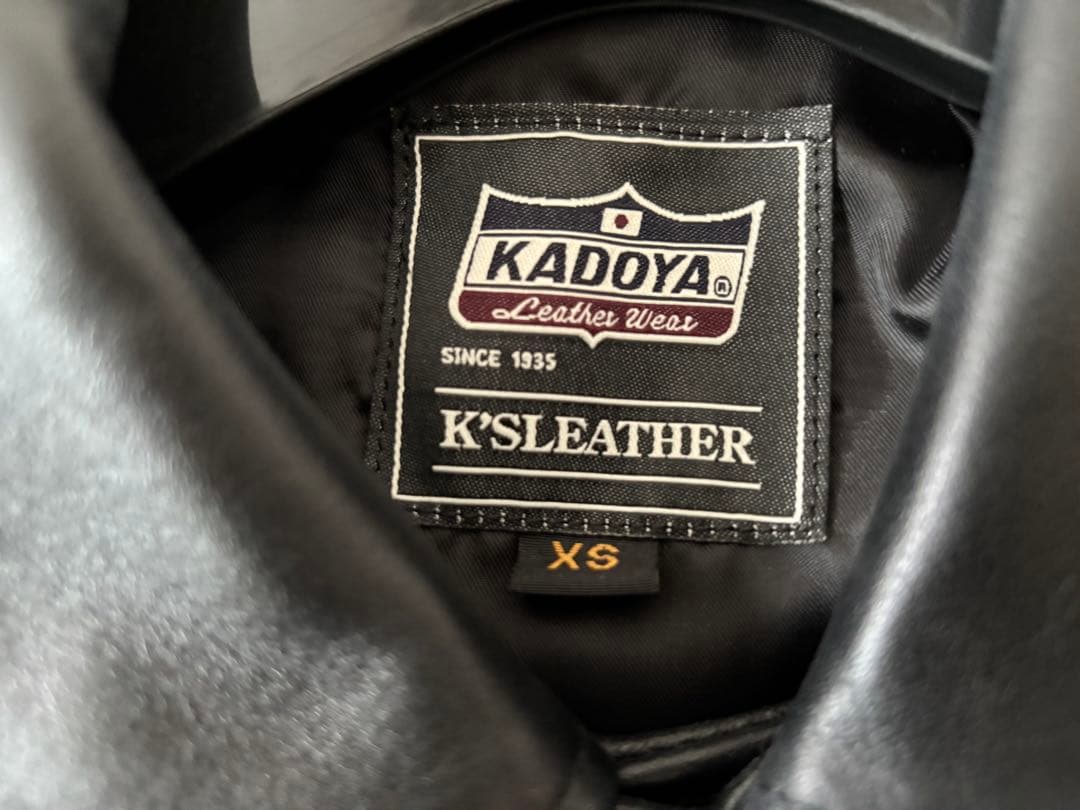 KADOYA®
Leather Wear
SINCE 1935
K'SLEATHER
XS